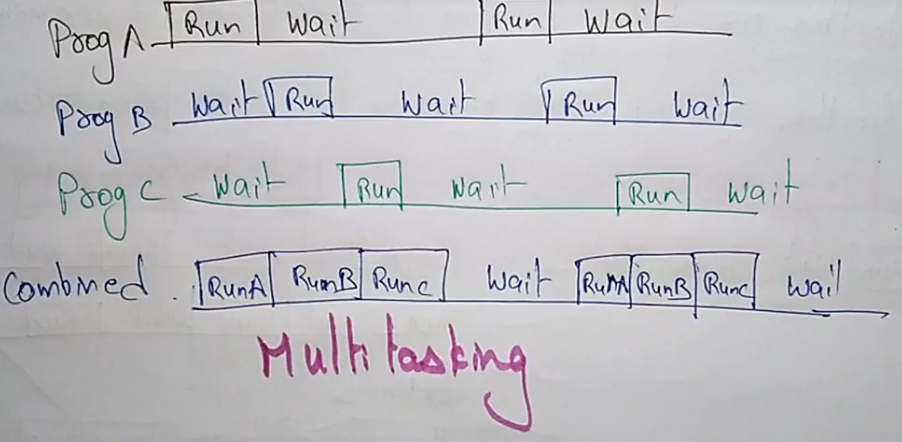 Prog A Run Wait Run Wait
Prog B Wait Run Wait Run Wait
Prog C Wait Run Wait Run Wait
Combined RunA RunB Runc Wait RunA RunB Runc Wait
Multitasking